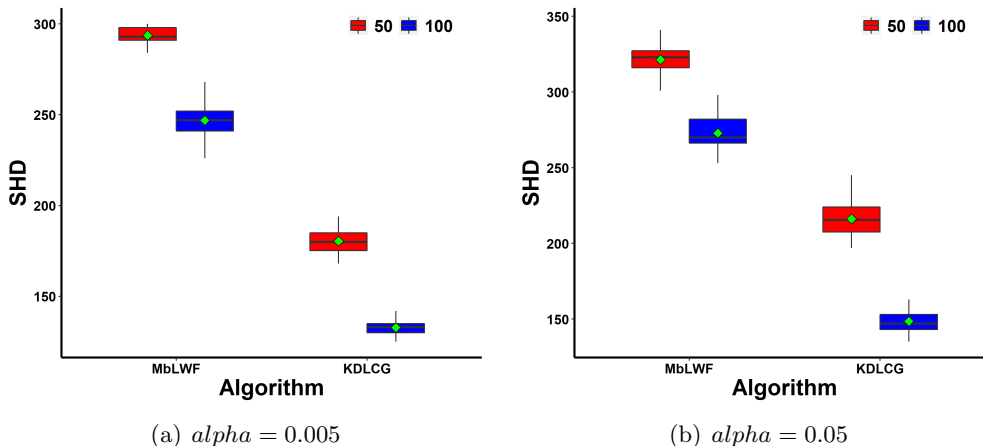 50 100
300
250
200
150
SHD
MbLWF KDLCG
Algorithm
(a) alpha = 0.005
50 100
350
300
250
200
150
SHD
MbLWF KDLCG
Algorithm
(b) alpha = 0.05